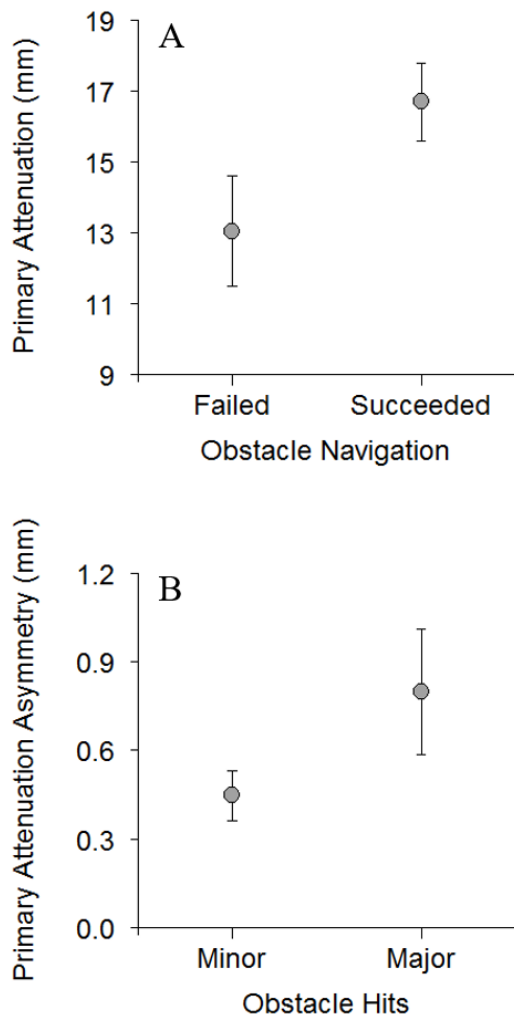 A
Primary Attenuation (mm)
19
17
15
13
11
9
Failed Succeeded
Obstacle Navigation
B
Primary Attenuation Asymmetry (mm)
1.2
0.9
0.6
0.3
0.0
Minor Major
Obstacle Hits